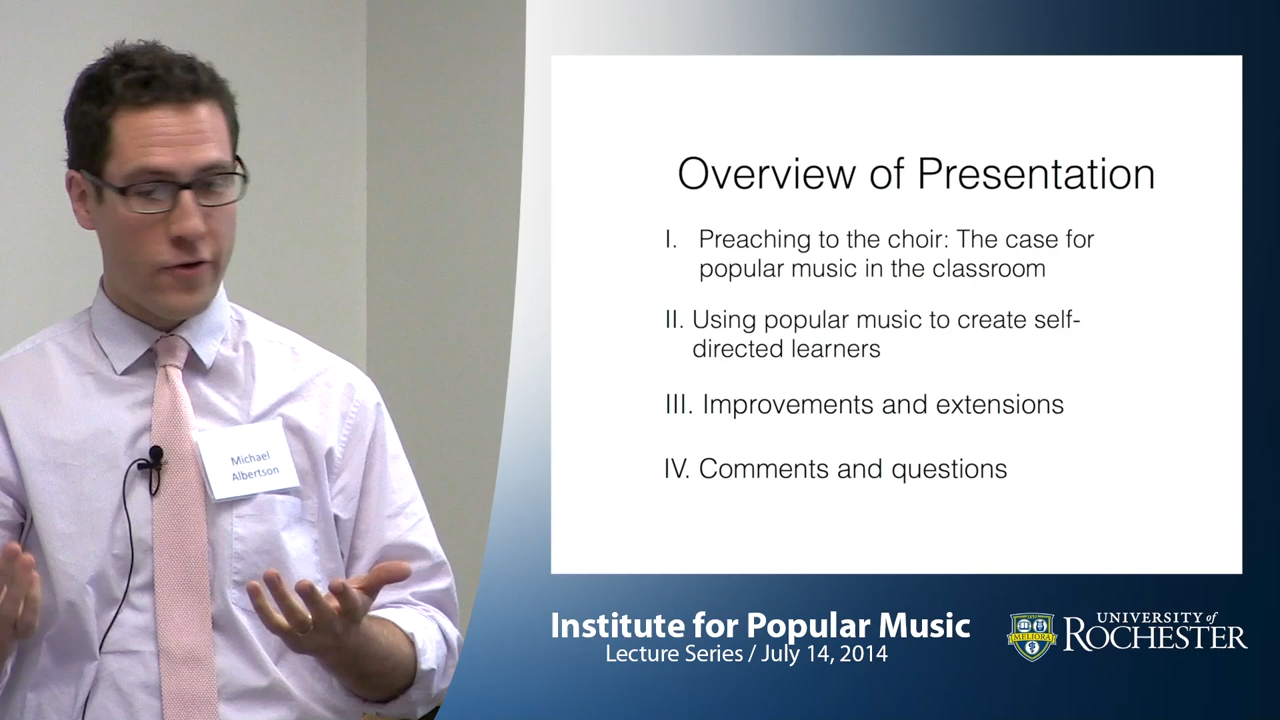 Overview of Presentation
I. Preaching to the choir: The case for
popular music in the classroom
II. Using popular music to create self-
directed learners
III. Improvements and extensions
IV. Comments and questions
Michael
Albertson
Institute for Popular Music
Lecture Series / July 14, 2014
MELIORA
UNIVERSITY of
ROCHESTER